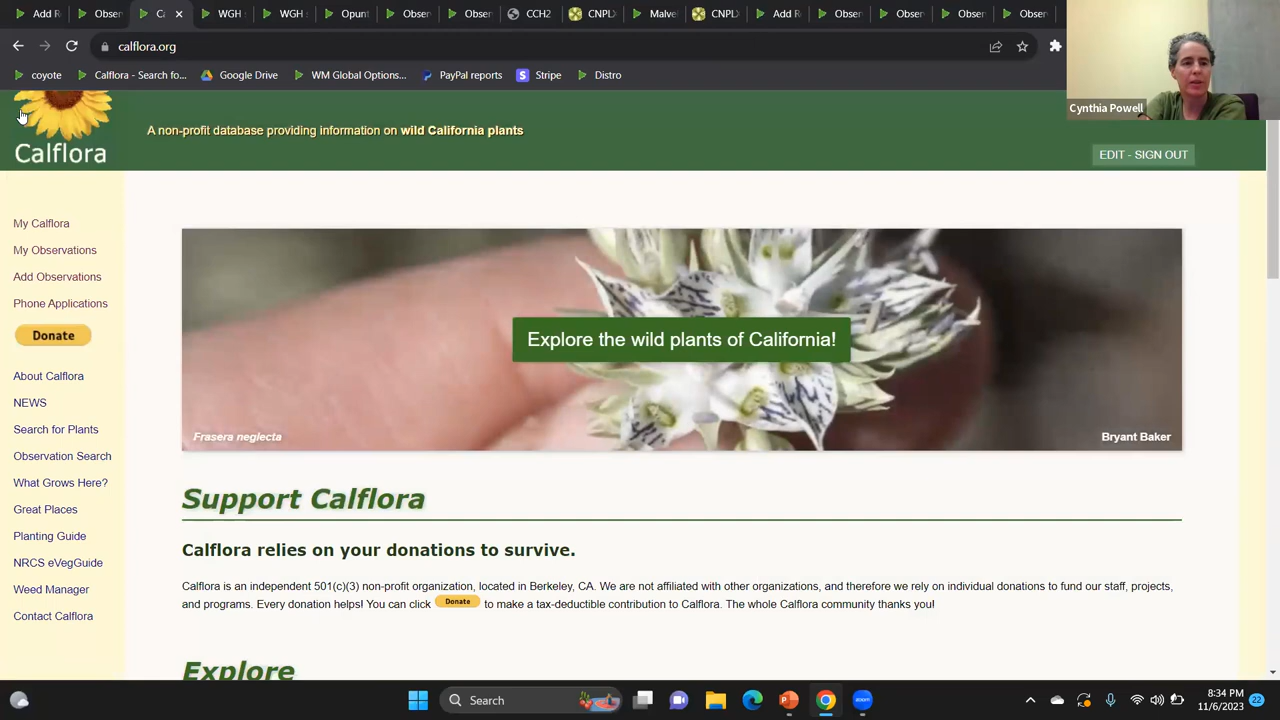 Add R
Obser
Ca
WGH
WGH
Opunt
Obser
Obser
CCH2
CNPLX
Malve
CNPLX
Add R
Obser
Obser
Obser
Obser
calflora.org
coyote
Calflora - Search fo...
Google Drive
WM Global Options...
PayPal reports
Stripe
Distro
Cynthia Powell
Calflora
A non-profit database providing information on wild California plants
EDIT - SIGN OUT
My Calflora
My Observations
Add Observations
Phone Applications
Donate
About Calflora
NEWS
Search for Plants
Observation Search
What Grows Here?
Great Places
Planting Guide
NRCS eVegGuide
Weed Manager
Contact Calflora
Explore the wild plants of California!
Frasera neglecta
Bryant Baker
Support Calflora
Calflora relies on your donations to survive.
Calflora is an independent 501(c)(3) non-profit organization, located in Berkeley, CA. We are not affiliated with other organizations, and therefore we rely on individual donations to fund our staff, projects,
and programs. Every donation helps! You can click Donate to make a tax-deductible contribution to Calflora. The whole Calflora community thanks you!
Explore
Search
8:34 PM
11/6/2023
22